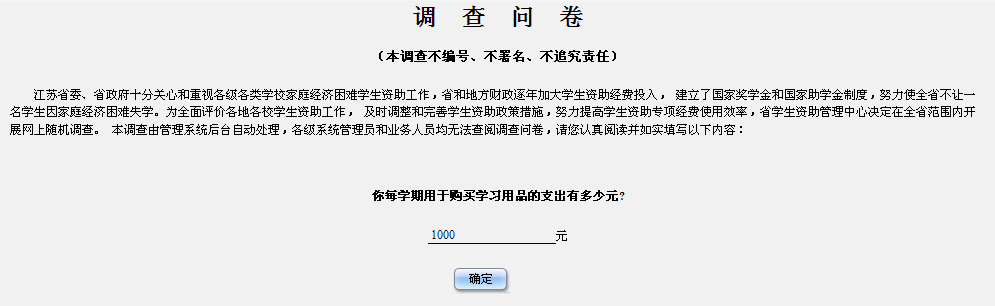 调 查 问 卷
（本调查不编号、不署名、不追究责任）
江苏省委、省政府十分关心和重视各级各类学校家庭经济困难学生资助工作，省和地方财政逐年加大学生资助经费投入， 建立了国家奖学金和国家助学金制度，努力使全省不让一
名学生因家庭经济困难失学。为全面评价各地各校学生资助工作， 及时调整和完善学生资助政策措施，努力提高学生资助专项经费使用效率，省学生资助管理中心决定在全省范围内开
展网上随机调查。 本调查由管理系统后台自动处理，各级系统管理员和业务人员均无法查阅调查问卷，请您认真阅读并如实填写以下内容：
你每学期用于购买学习用品的支出有多少元?
1000 元
确定